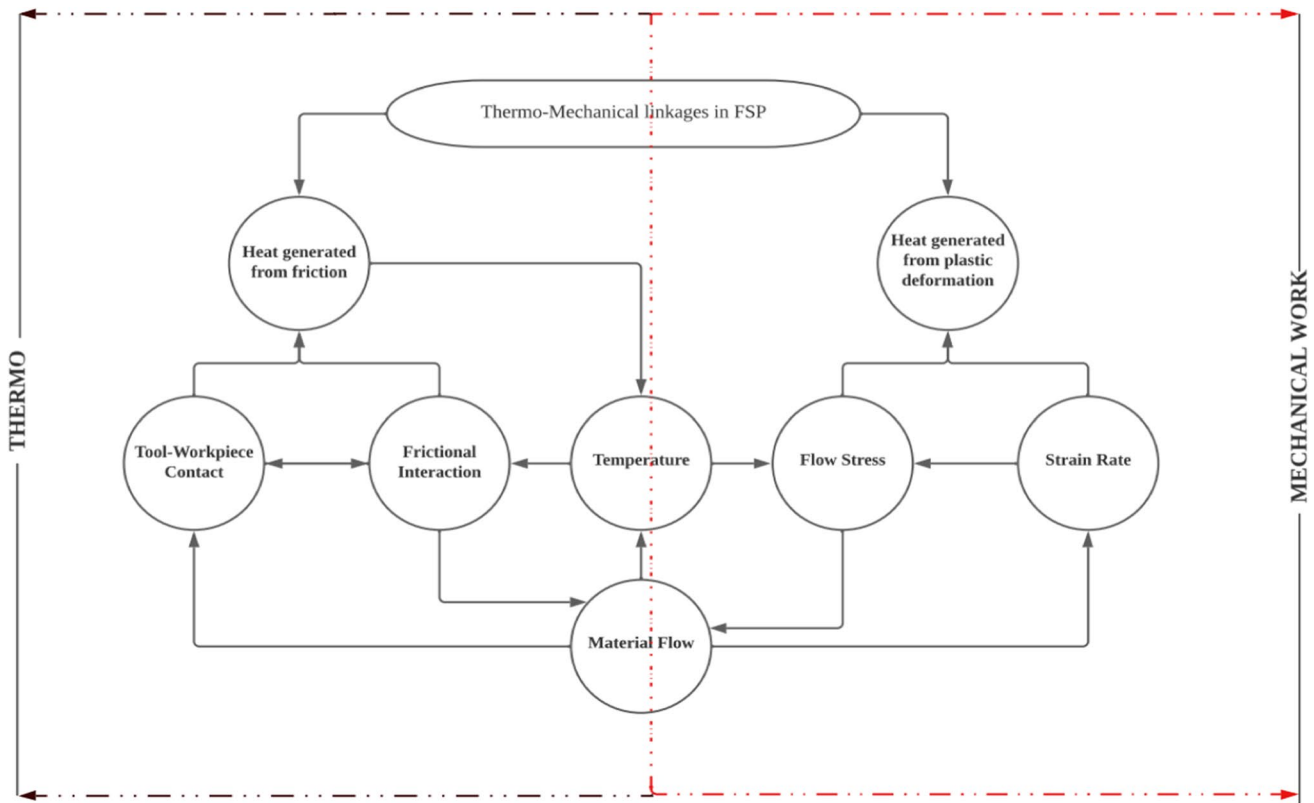 Thermo-Mechanical linkages in FSP
Heat generated
from friction
Heat generated
from plastic
deformation
THERMO
MECHANICAL WORK
Tool-Workpiece
Contact
Frictional
Interaction
Temperature
Flow Stress
Strain Rate
Material Flow